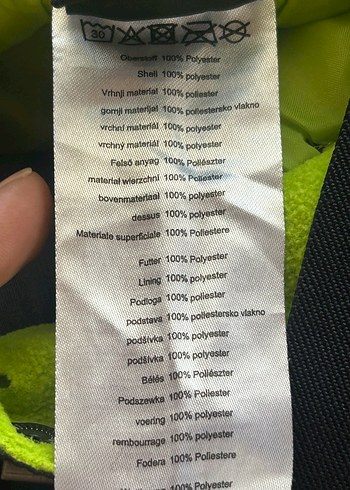 30
Oberstoff 100% Polyester
Shell 100% Polyester
Vrhnji material 100% poliester
gornji materijal 100% poliestersko vlakno
vrchní materiál 100% polyester
vrchný materiál 100% polyester
Felső anyag 100% Poliészter
materiał wierzchni 100% Poliester
bovenmateriaal 100% polyester
dessus 100% polyester
Materiale superficiale 100% Poliestere
Futter 100% Polyester
Lining 100% Polyester
Podloga 100% poliester
podstava 100% poliestersko vlakno
podšívka 100% polyester
podšívka 100% polyester
Bélés 100% Poliészter
Podszewka 100% Poliester
voering 100% polyester
rembourrage 100% polyester
Fodera 100% Poliestere
100% Polyester